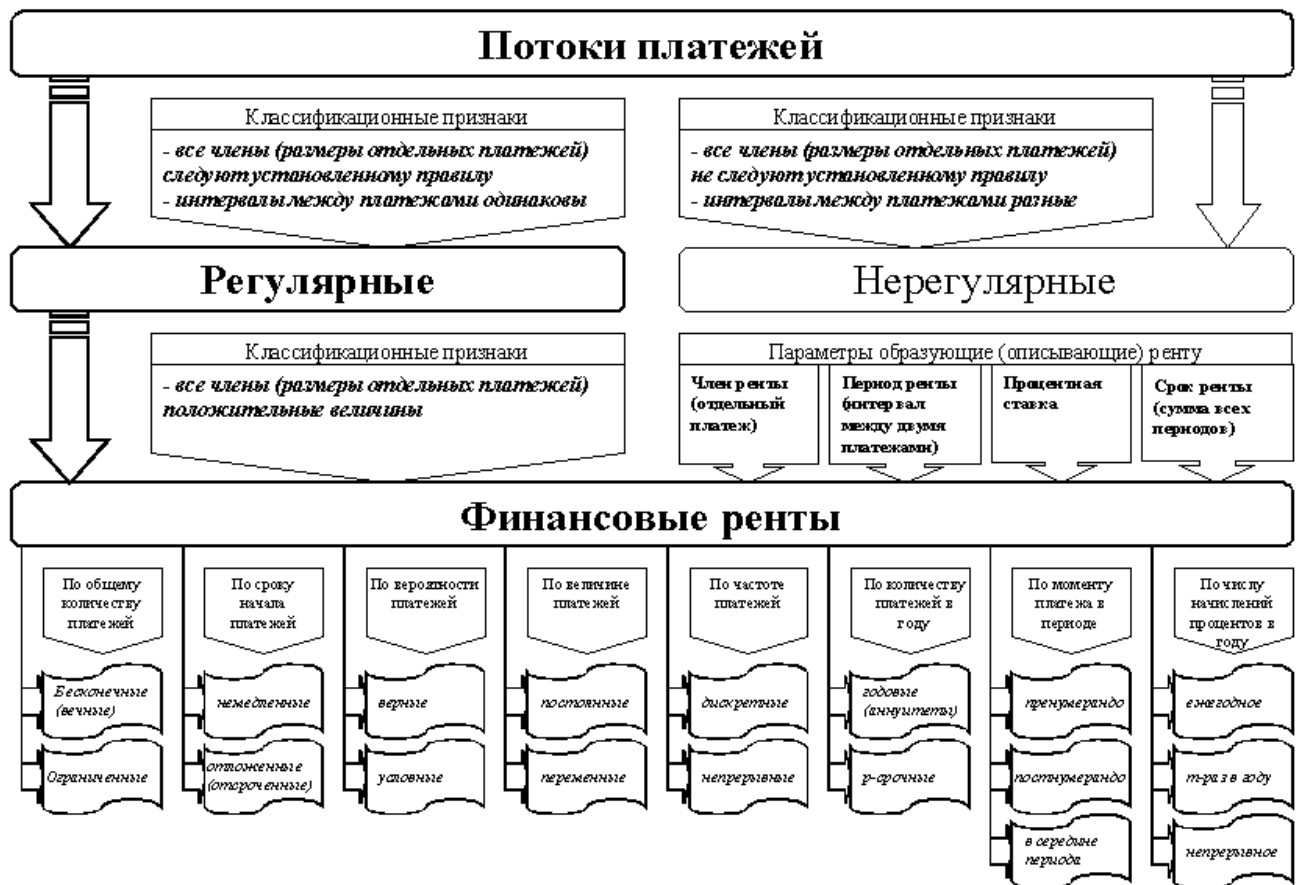 Потоки платежей
Классификационные признаки
- все члены (размеры отдельных платежей)
следуют установленному правилу
- интервалы между платежами одинаковы
Классификационные признаки
- все члены (размеры отдельных платежей)
не следуют установленному правилу
- интервалы между платежами разные
Регулярные
Нерегулярные
Классификационные признаки
- все члены (размеры отдельных платежей)
положительные величины
Параметры образующие (описывающие) ренту
Член ренты
(отдельный
платеж)
Период ренты
(интервал
между двумя
платежами)
Процентная
ставка
Срок ренты
(сумма всех
периодов)
Финансовые ренты
По общему
количеству
платежей
По сроку
начала
платежей
По вероятности
платежей
По величине
платежей
По частоте
платежей
По количеству
платежей в
году
По моменту
платежа в
периоде
По числу
начислений
процентов в
году
Бесконечные
(вечные)
немедленные
верные
постоянные
дискретные
годовые
(аннуитеты)
пренумерандо
ежегодное
Ограниченные
отложенные
(отсроченные)
условные
переменные
непрерывные
p-срочные
постнумерандо
m-раз в году
в середине
периода
непрерывное